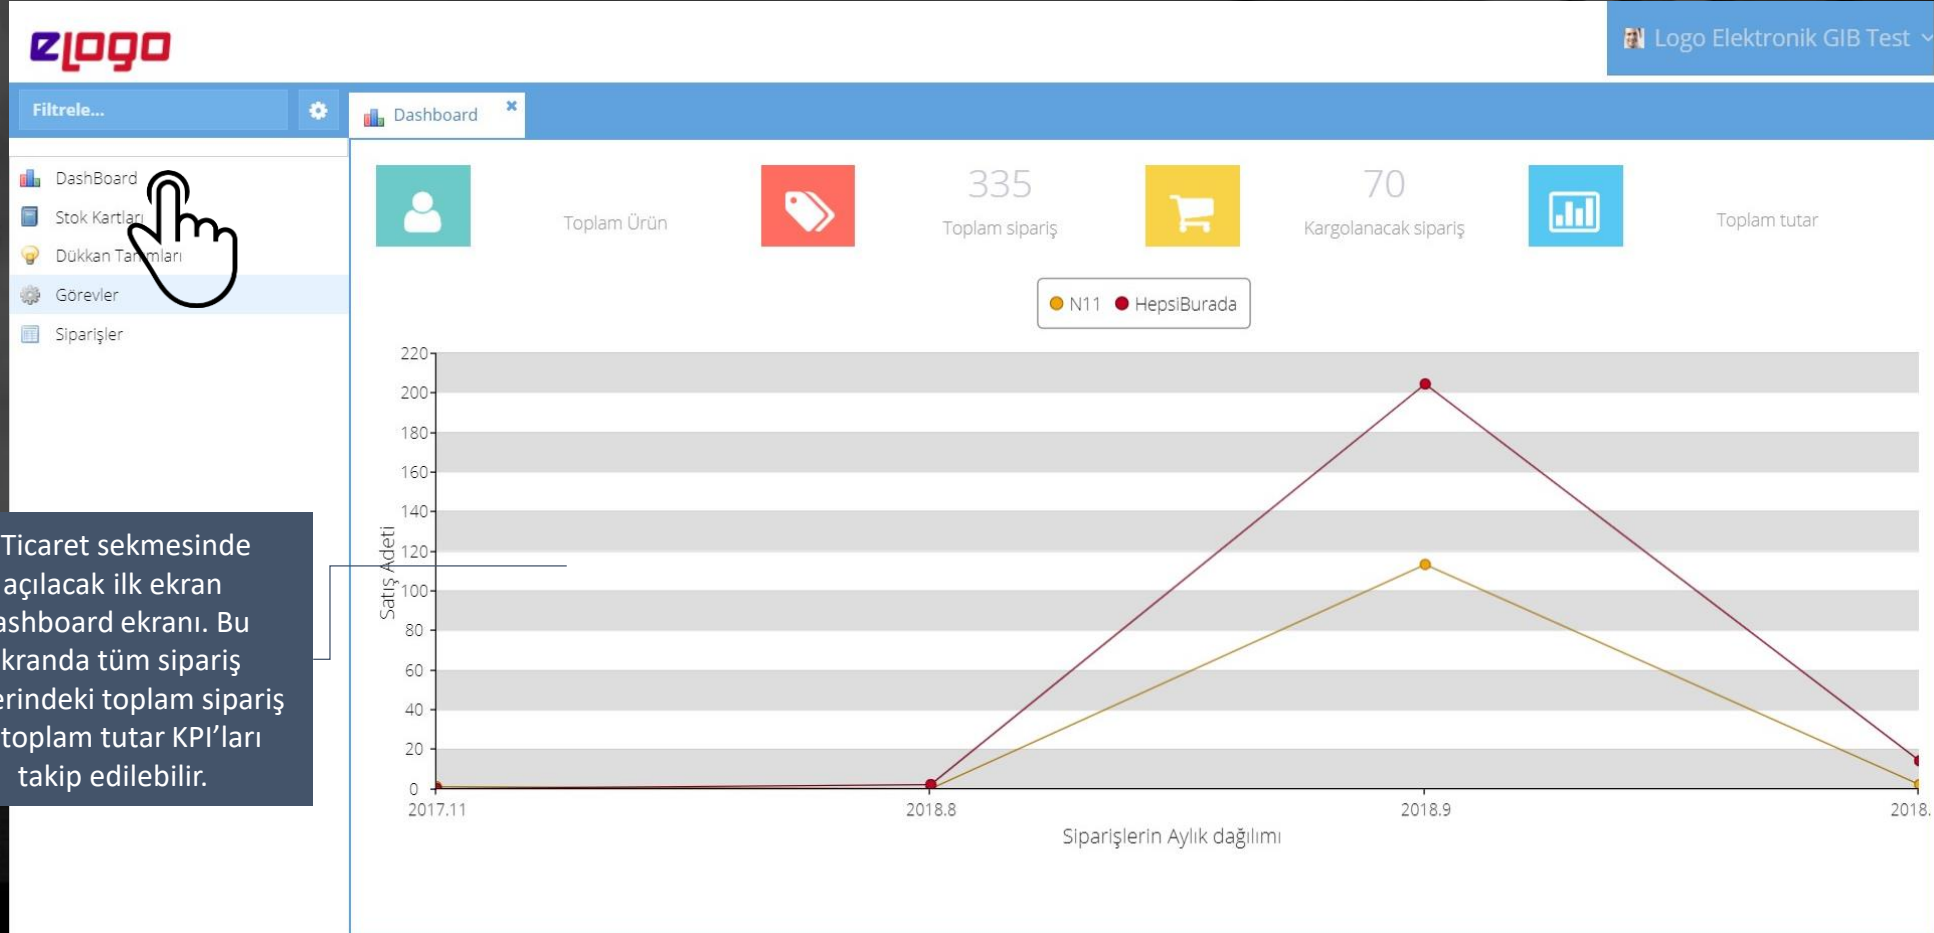 elogo
Logo Elektronik GIB Test
Filtrele...
Dashboard
DashBoard
Stok Kartları
Dükkan Tanımları
Görevler
Siparişler
Toplam Ürün
335
Toplam sipariş
70
Kargolanacak sipariş
Toplam tutar
N11
HepsiBurada
220
200
180
160
140
120
100
80
60
40
20
0
Satış Adeti
2017.11
2018.8
2018.9
2018.
Siparişlerin Aylık dağılımı
Ticaret sekmesinde
açılacak ilk ekran
ashboard ekranı. Bu
kranda tüm sipariş
erindeki toplam sipariş
toplam tutar KPI’ları
takip edilebilir.